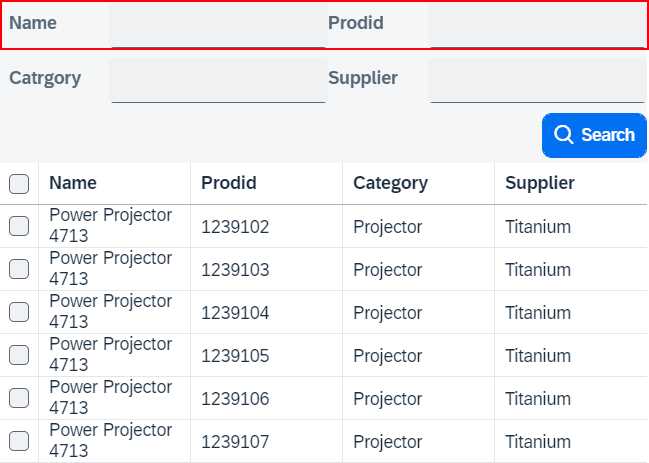 Name Prodid
Catrgory Supplier
Search
Name Prodid Category Supplier
Power Projector
4713 1239102 Projector Titanium
Power Projector
4713 1239103 Projector Titanium
Power Projector
4713 1239104 Projector Titanium
Power Projector
4713 1239105 Projector Titanium
Power Projector
4713 1239106 Projector Titanium
Power Projector
4713 1239107 Projector Titanium